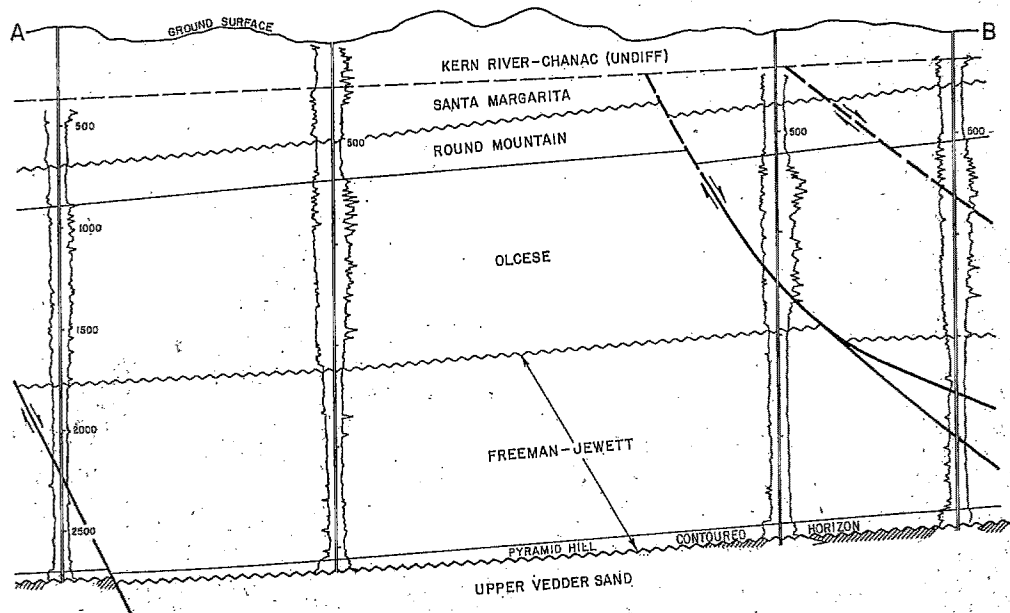 A
GROUND SURFACE
B
KERN RIVER-CHANAC (UNDIFF)
SANTA MARGARITA
500
500
500
500
ROUND MOUNTAIN
1000
OLCESE
1500
2000
FREEMAN-JEWETT
2500
PYRAMID HILL
CONTOURED HORIZON
UPPER VEDDER SAND